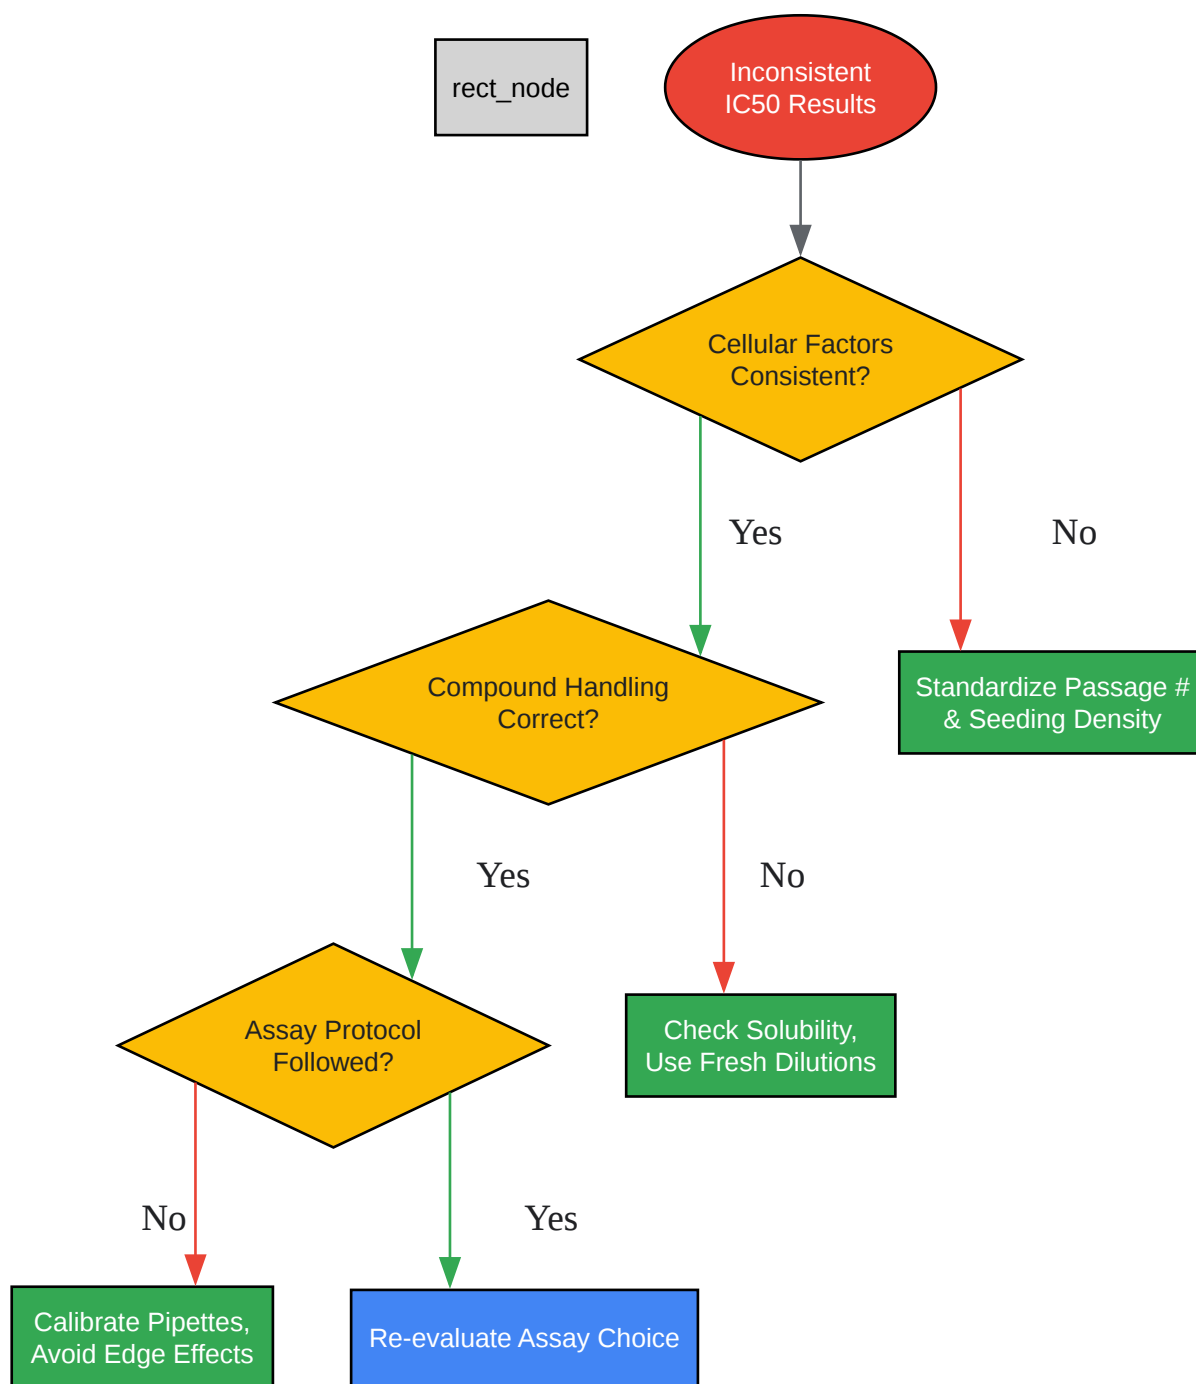 rect_node
Inconsistent
IC50 Results
Cellular Factors
Consistent?
Yes
No
Compound Handling
Correct?
Standardize Passage #
& Seeding Density
Yes
No
Assay Protocol
Followed?
Check Solubility,
Use Fresh Dilutions
No
Yes
Calibrate Pipettes,
Avoid Edge Effects
Re-evaluate Assay Choice